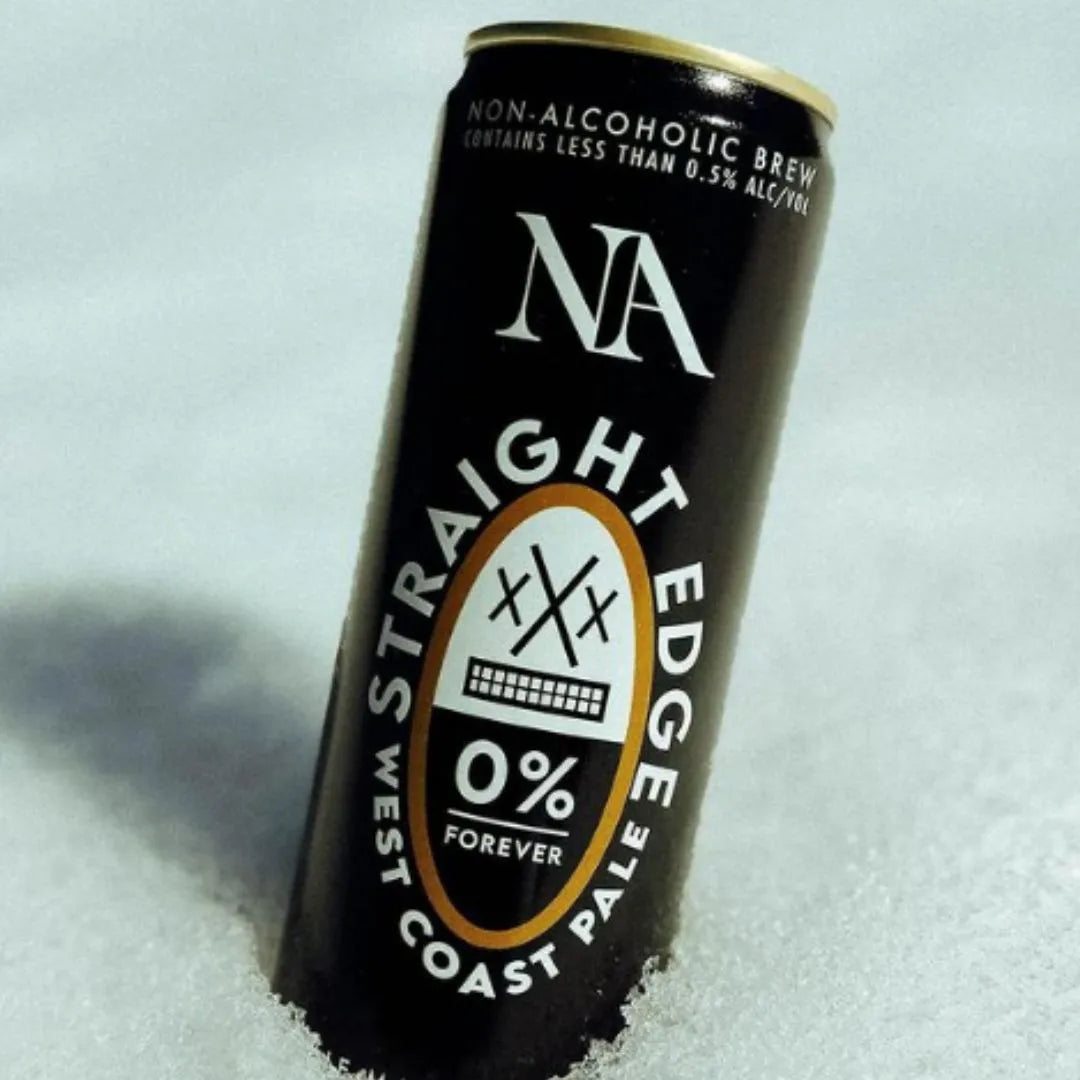 NON-ALCOHOLIC BREW
CONTAINS LESS THAN 0.5% ALC/VOL
NA
STRAIGHT EDGE
XXX
0%
FOREVER
WEST COAST PALE